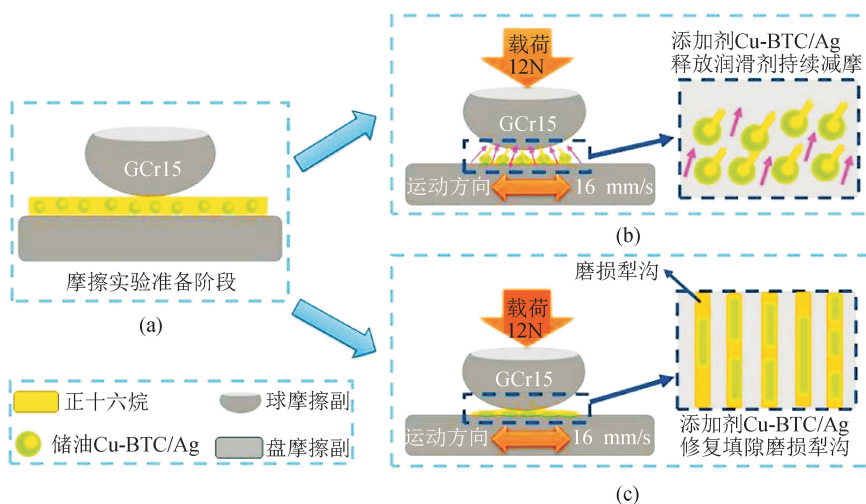 GCr15
摩擦实验准备阶段
(a)
载荷
12N
GCr15
运动方向
16 mm/s
添加剂Cu-BTC/Ag
释放润滑剂持续减摩
(b)
载荷
12N
GCr15
运动方向
16 mm/s
磨损犁沟
添加剂Cu-BTC/Ag
修复填隙磨损犁沟
(c)
正十六烷
球摩擦副
储油Cu-BTC/Ag
盘摩擦副